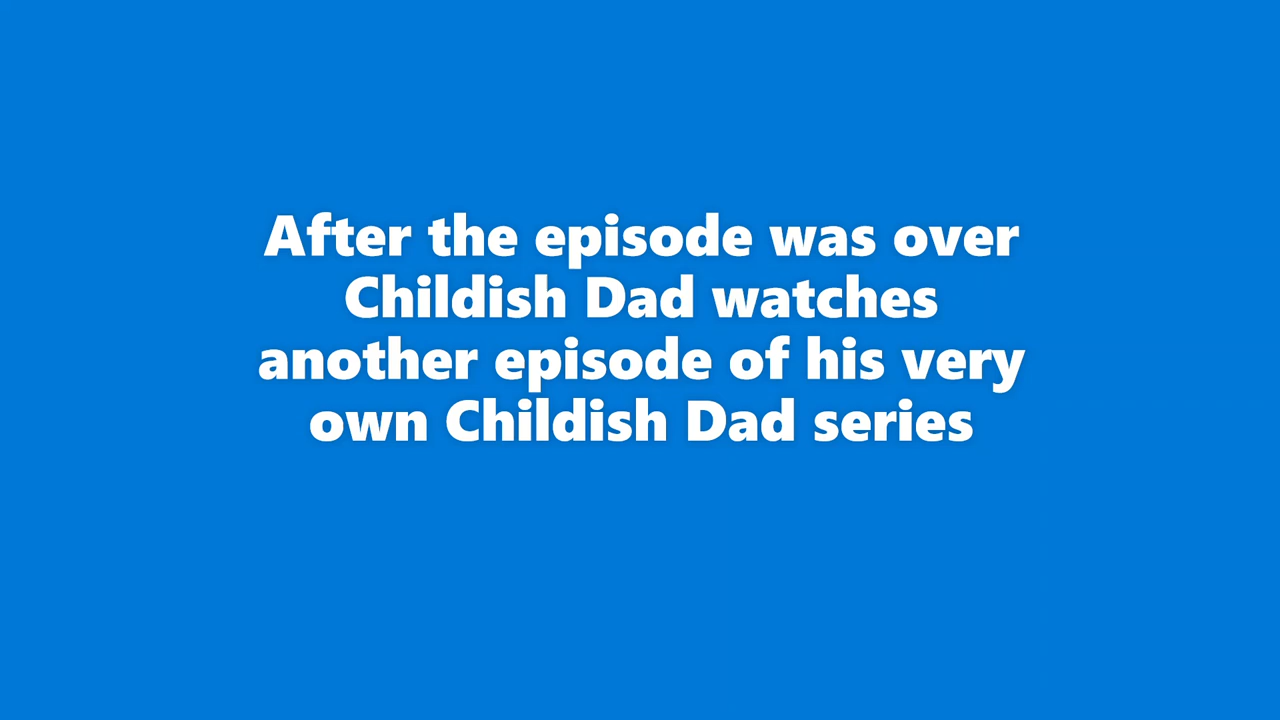 After the episode was over
Childish Dad watches
another episode of his very
own Childish Dad series